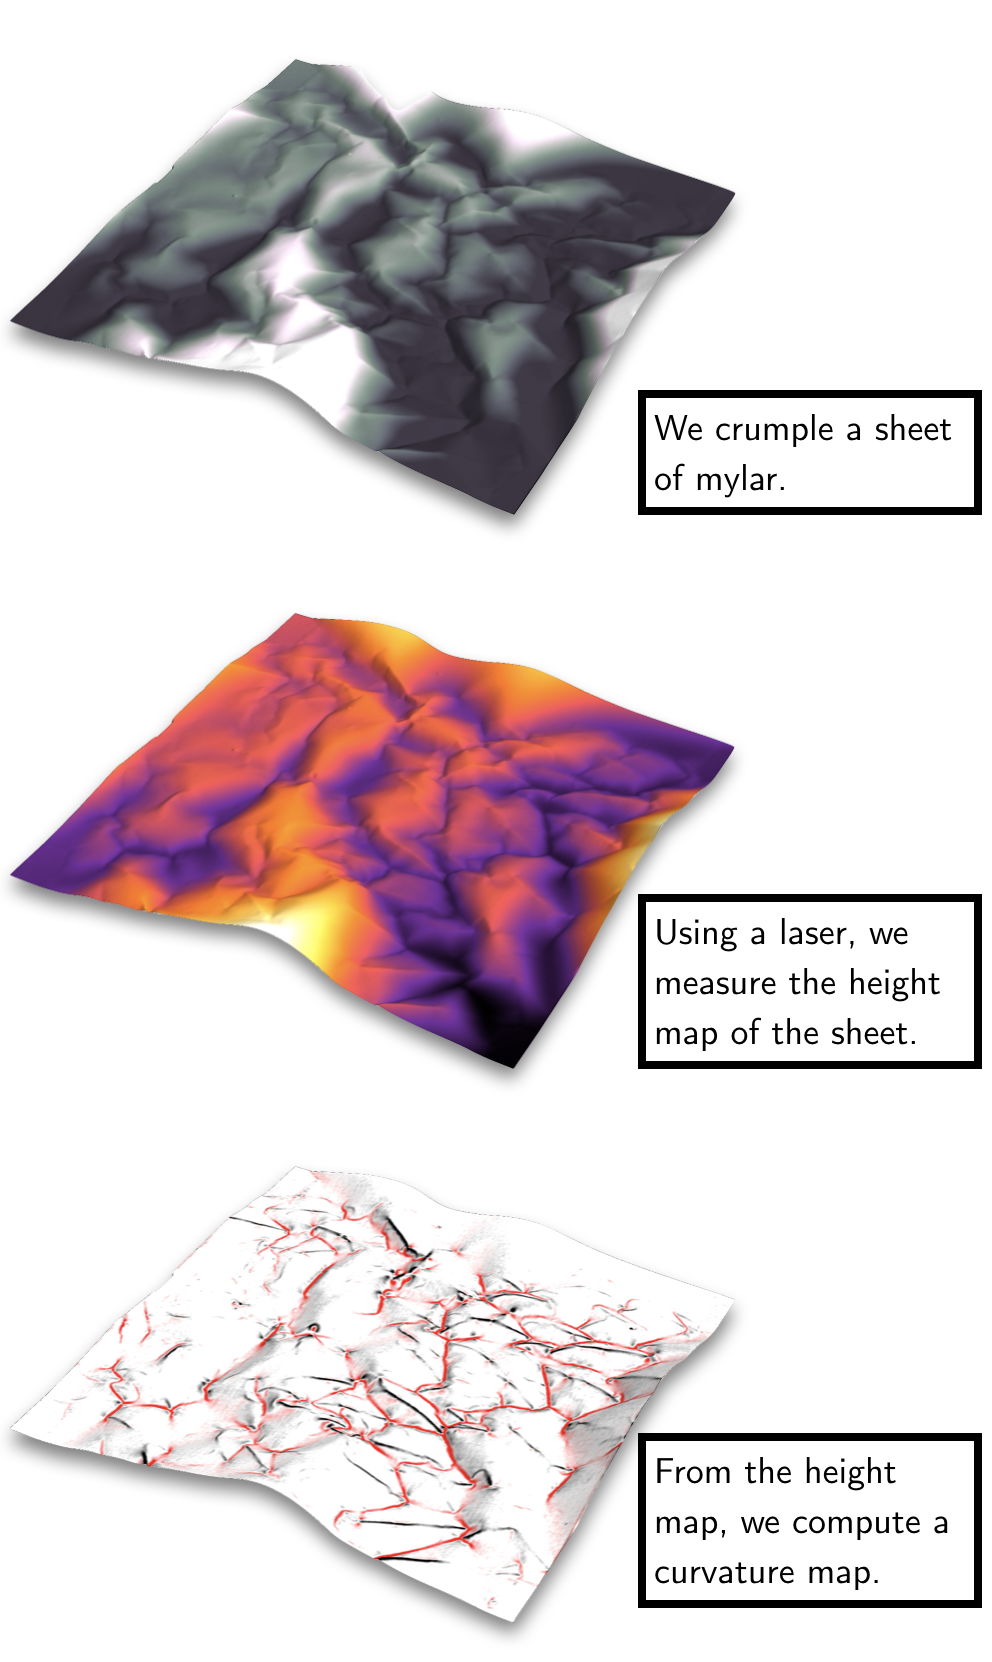 We crumple a sheet
of mylar.
Using a laser, we
measure the height
map of the sheet.
From the height
map, we compute a
curvature map.